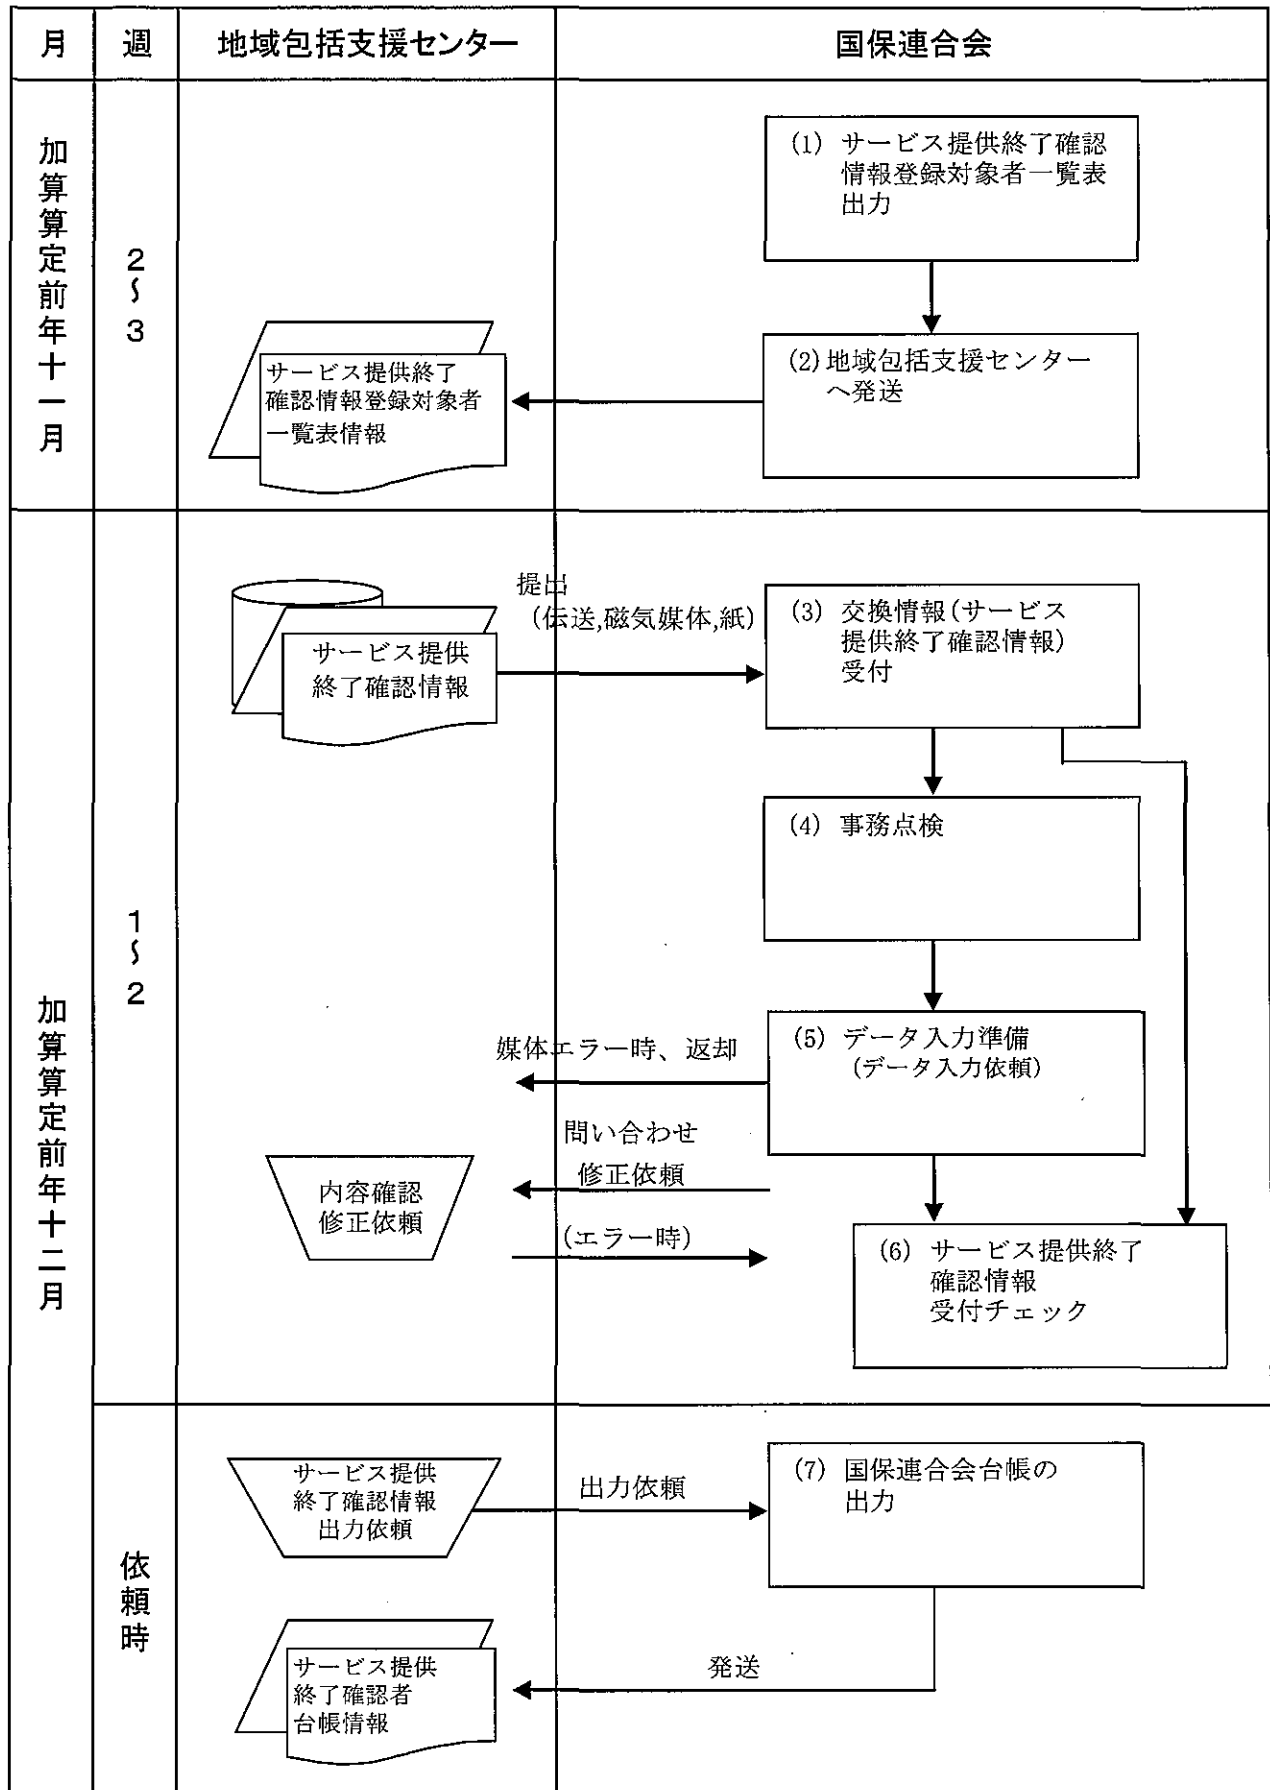 月
週
地域包括支援センター
国保連合会
加算算定前年十一月
2〜3
(1) サービス提供終了確認
情報登録対象者一覧表
出力
(2)地域包括支援センター
へ発送
サービス提供終了
確認情報登録対象者
一覧表情報
加算算定前年十二月
1〜2
提出
(伝送,磁気媒体,紙)
サービス提供
終了確認情報
(3) 交換情報(サービス
提供終了確認情報)
受付
(4) 事務点検
(5) データ入力準備
(データ入力依頼)
媒体エラー時、返却
問い合わせ
修正依頼
(エラー時)
内容確認
修正依頼
(6) サービス提供終了
確認情報
受付チェック
依頼時
サービス提供
終了確認情報
出力依頼
出力依頼
(7) 国保連合会台帳の
出力
発送
サービス提供
終了確認者
台帳情報